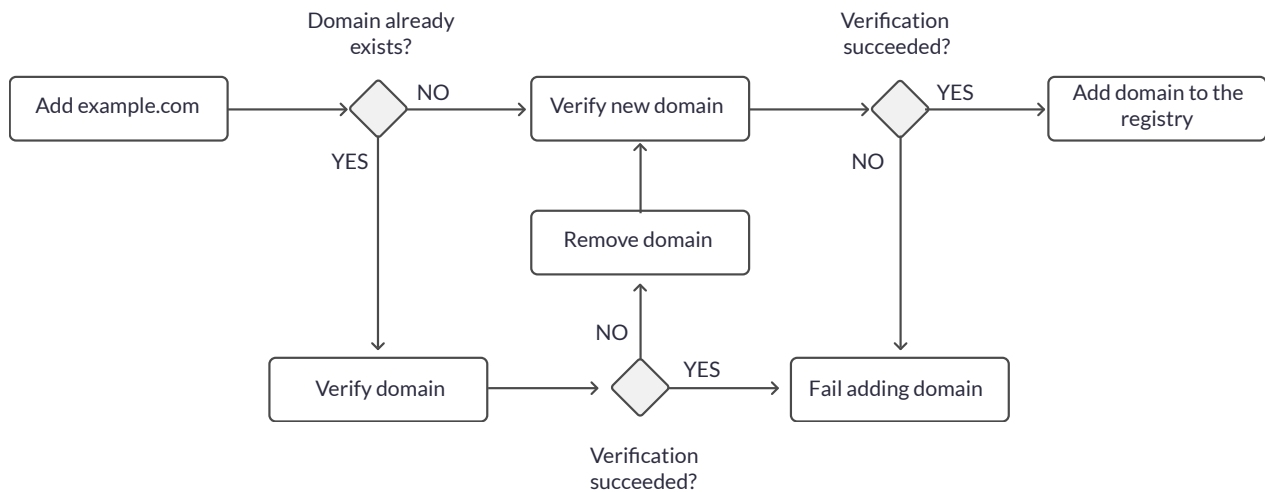 Domain already
exists?
Verification
succeeded?
Add example.com
NO
Verify new domain
YES
Add domain to the
registry
YES
NO
Remove domain
NO
YES
Verify domain
Fail adding domain
Verification
succeeded?